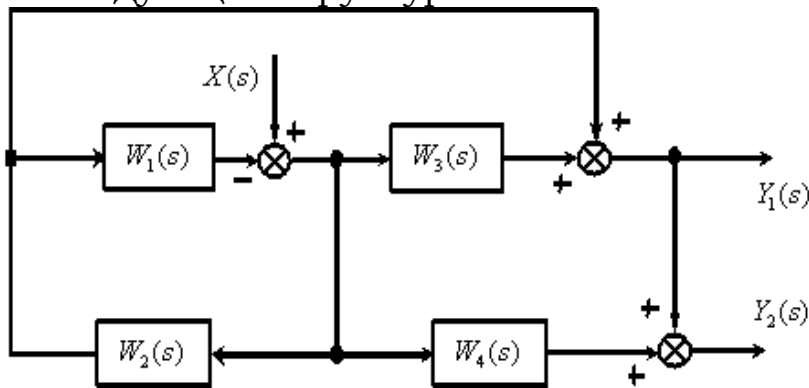 X(s)
+
W₁(s)
−
W₃(s)
+
+
Y₁(s)
W₂(s)
W₄(s)
+
+
Y₂(s)